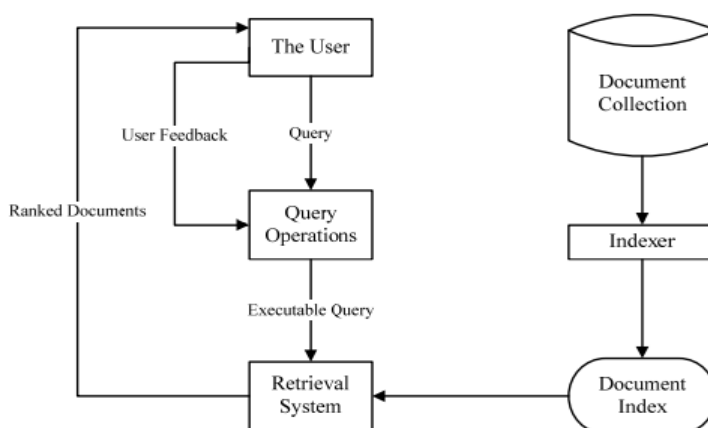 The User
Document
Collection
User Feedback
Query
Ranked Documents
Query
Operations
Indexer
Executable Query
Retrieval
System
Document
Index